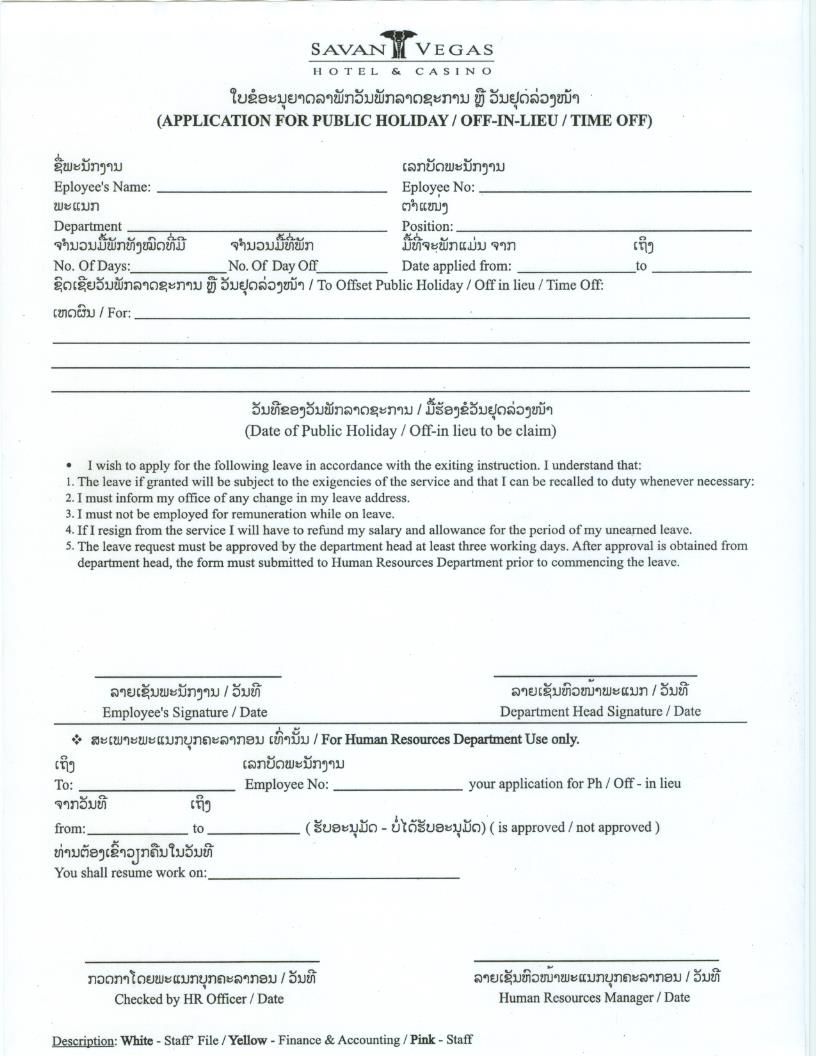 SAVAN VEGAS
HOTEL & CASINO
ໃບຂໍອະນຸຍາດລາພັກວັນພັກລາດຊະການ ຫຼື ວັນຢຸດລ່ວງໜ້າ
(APPLICATION FOR PUBLIC HOLIDAY / OFF-IN-LIEU / TIME OFF)
ຊື່ພະນັກງານ ເລກບັດພະນັກງານ
Eployee's Name: Eployee No:
ພະແນກ ຕຳແໜ່ງ
Department Position:
ຈຳນວນມື້ພັກທັງໝົດທີ່ມີ ຈຳນວນມື້ທີ່ພັກ ມື້ທີ່ຈະພັກແມ່ນ ຈາກ ເຖິງ
No. Of Days: No. Of Day Off Date applied from: to
ຊົດເຊີຍວັນພັກລາດຊະການ ຫຼື ວັນຢຸດລ່ວງໜ້າ / To Offset Public Holiday / Off in lieu / Time Off:
ເຫດຜົນ / For:
ວັນທີຂອງວັນພັກລາດຊະການ / ມື້ຮ້ອງຂໍວັນຢຸດລ່ວງໜ້າ
(Date of Public Holiday / Off-in lieu to be claim)
• I wish to apply for the following leave in accordance with the exiting instruction. I understand that:
1. The leave if granted will be subject to the exigencies of the service and that I can be recalled to duty whenever necessary:
2. I must inform my office of any change in my leave address.
3. I must not be employed for remuneration while on leave.
4. If I resign from the service I will have to refund my salary and allowance for the period of my unearned leave.
5. The leave request must be approved by the department head at least three working days. After approval is obtained from
department head, the form must submitted to Human Resources Department prior to commencing the leave.
ລາຍເຊັນພະນັກງານ / ວັນທີ ລາຍເຊັນຫົວໜ້າພະແນກ / ວັນທີ
Employee's Signature / Date Department Head Signature / Date
❖ ສະເພາະພະແນກບຸກຄະລາກອນ ເທົ່ານັ້ນ / For Human Resources Department Use only.
ເຖິງ ເລກບັດພະນັກງານ
To: Employee No: your application for Ph / Off - in lieu
ຈາກວັນທີ ເຖິງ
from: to ( ຮັບອະນຸມັດ - ບໍ່ໄດ້ຮັບອະນຸມັດ) ( is approved / not approved )
ທ່ານຕ້ອງເຂົ້າວຽກຄືນໃນວັນທີ
You shall resume work on:
ກວດກາໂດຍພະແນກບຸກຄະລາກອນ / ວັນທີ ລາຍເຊັນຫົວໜ້າພະແນກບຸກຄະລາກອນ / ວັນທີ
Checked by HR Officer / Date Human Resources Manager / Date
Description: White - Staff' File / Yellow - Finance & Accounting / Pink - Staff